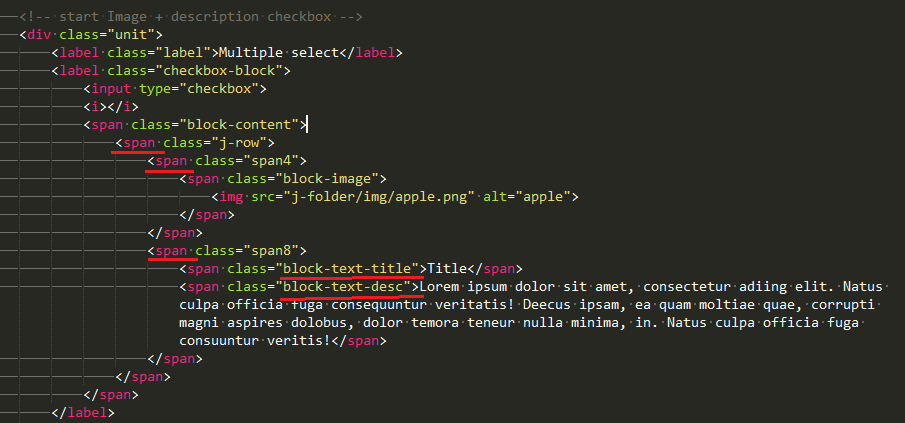 <!-- start Image + description checkbox -->
<div class="unit">
<label class="label">Multiple select</label>
<label class="checkbox-block">
<input type="checkbox">
<i></i>
<span class="block-content">
<span class="j-row">
<span class="span4">
<span class="block-image">
<img src="j-folder/img/apple.png" alt="apple">
</span>
</span>
<span class="span8">
<span class="block-text-title">Title</span>
<span class="block-text-desc">Lorem ipsum dolor sit amet, consectetur adiing elit. Natus
culpa officia fuga consequuntur veritatis! Deecus ipsam, ea quam moltiae quae, corrupti
magni aspires dolobus, dolor temora teneur nulla minima, in. Natus culpa officia fuga
consuuntur veritis!</span>
</span>
</span>
</span>
</label>